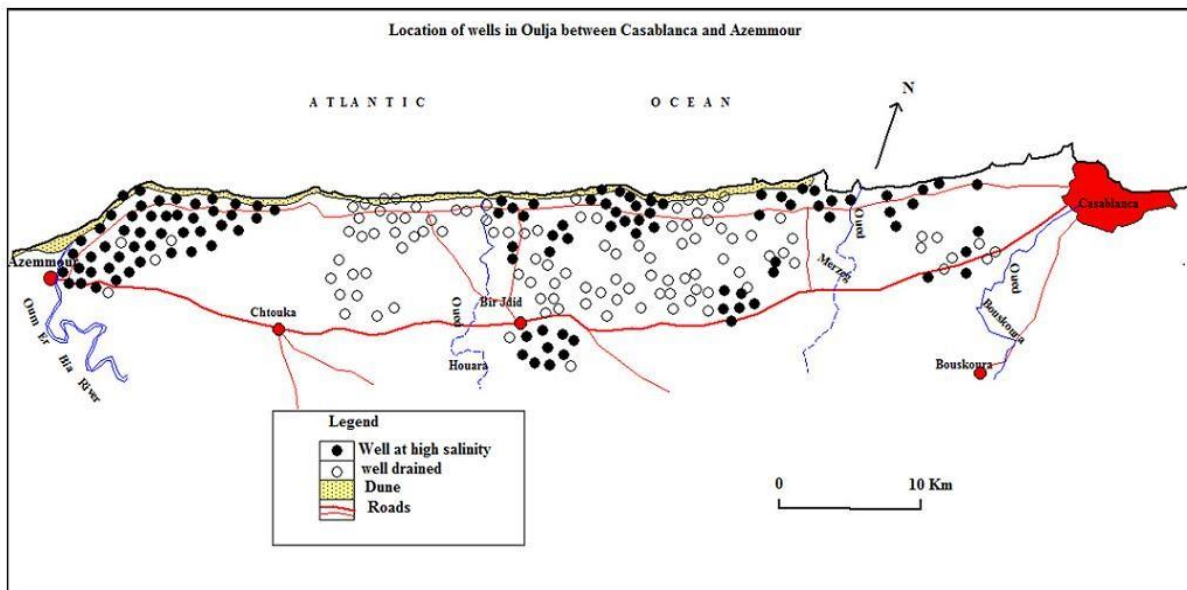 Location of wells in Oulja between Casablanca and Azemmour
ATLANTIC OCEAN
N
Casablanca
Oued
Merzeg
Azemmour
Oum Er Bia River
Chtouka
Bir Jdid
Oued
Houara
Oued
Bouskoura
Bouskoura
Legend
Well at high salinity
well drained
Dune
Roads
0 10 Km